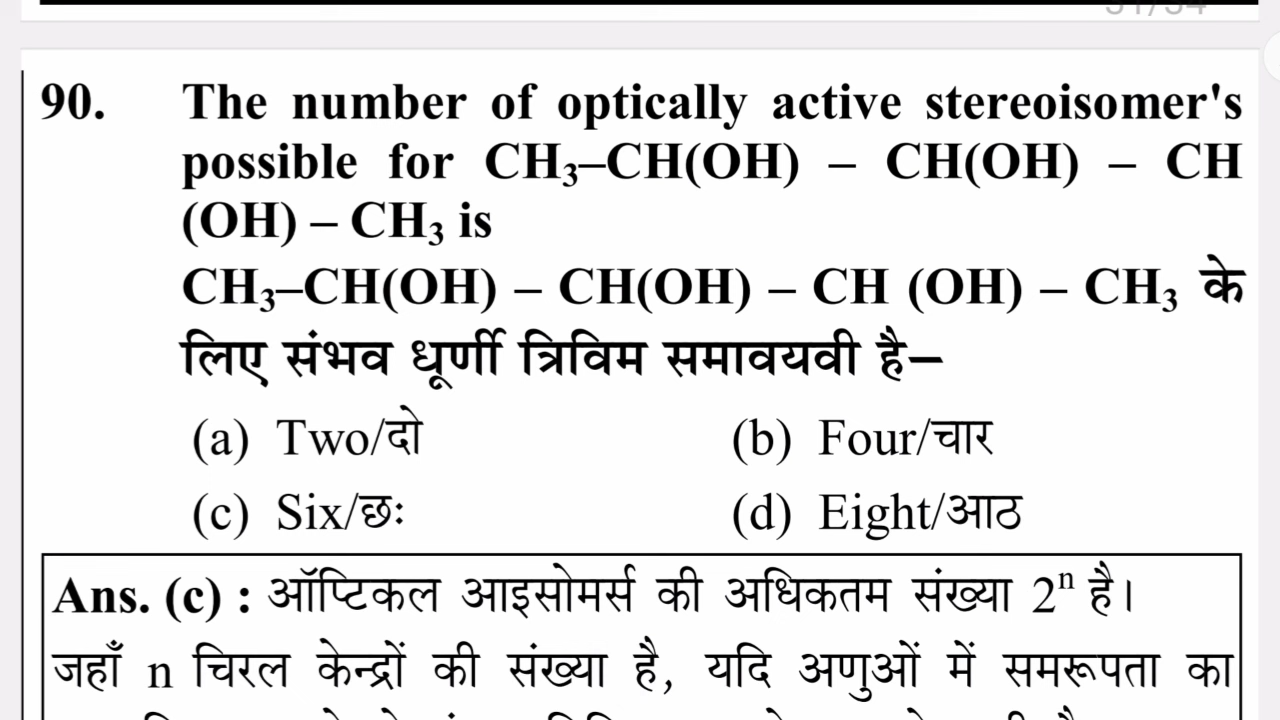 90. The number of optically active stereoisomer's
possible for CH₃–CH(OH) – CH(OH) – CH
(OH) – CH₃ is
CH₃–CH(OH) – CH(OH) – CH (OH) – CH₃ के
लिए संभव धूर्णी त्रिविम समावयवी है–
(a) Two/दो (b) Four/चार
(c) Six/छः (d) Eight/आठ
Ans. (c) : ऑप्टिकल आइसोमर्स की अधिकतम संख्या 2ⁿ है।
जहाँ n चिरल केन्द्रों की संख्या है, यदि अणुओं में समरूपता का